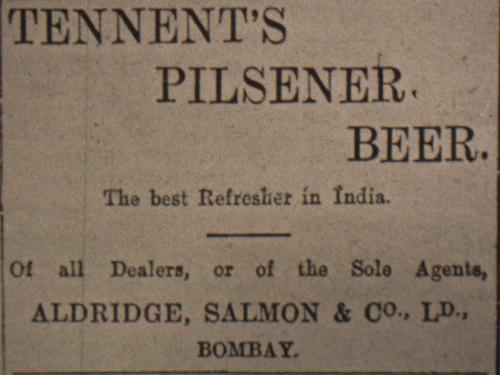 TENNENT'S
PILSENER.
BEER.
The best Refresher in India.
Of all Dealers, or of the Sole Agents,
ALDRIDGE, SALMON & Co., LD.,
BOMBAY.